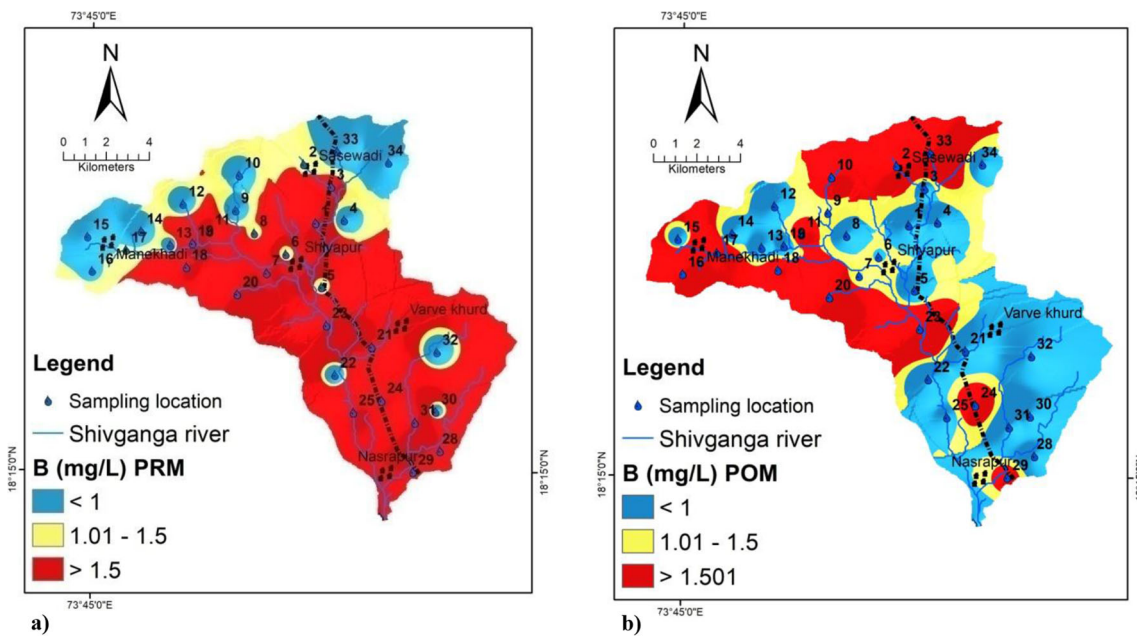 73°45'0"E
N
0 1 2 4
Kilometers
33
34
2
Sasewadi
3
10
12
9
4
15
14
11
8
17
13
19
Shivapur
Manekhadi
6
16
18
7
5
20
23
Varve khurd
21
32
22
24
25
30
31
28
Nasrapur
29
Legend
Sampling location
Shivganga river
B (mg/L) PRM
< 1
1.01 - 1.5
> 1.5
18°15'0"N
18°15'0"N
73°45'0"E
a)
73°45'0"E
N
0 1 2 4
Kilometers
33
34
2
Sasewadi
3
10
12
9
4
15
14
11
8
17
13
19
Shivapur
Manekhadi
6
16
18
7
5
20
23
Varve khurd
21
32
22
24
25
30
31
28
Nasrapur
29
Legend
Sampling location
Shivganga river
B (mg/L) POM
< 1
1.01 - 1.5
> 1.501
18°15'0"N
73°45'0"E
b)